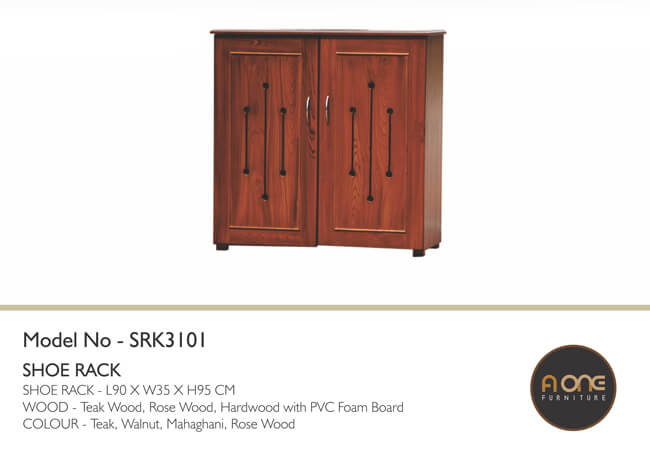 Model No - SRK3101
SHOE RACK
SHOE RACK - L90 X W35 X H95 CM
WOOD - Teak Wood, Rose Wood, Hardwood with PVC Foam Board
COLOUR - Teak, Walnut, Mahaghani, Rose Wood
A ONE
FURNITURE